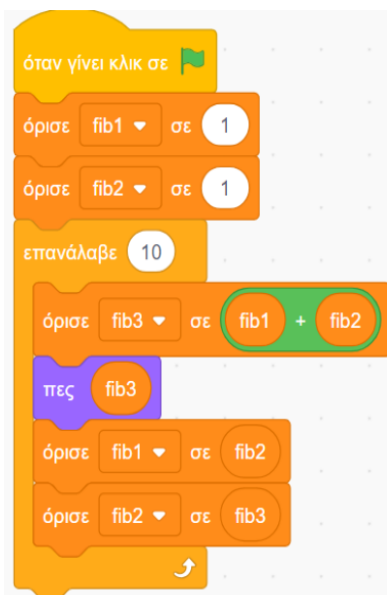 όταν γίνει κλικ σε
όρισε fib1 σε 1
όρισε fib2 σε 1
επανάλαβε 10
όρισε fib3 σε fib1 + fib2
πες fib3
όρισε fib1 σε fib2
όρισε fib2 σε fib3